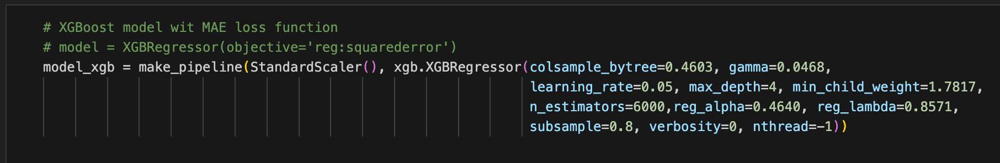 # XGBoost model wit MAE loss function
# model = XGBRegressor(objective='reg:squarederror')
model_xgb = make_pipeline(StandardScaler(), xgb.XGBRegressor(colsample_bytree=0.4603, gamma=0.0468,
learning_rate=0.05, max_depth=4, min_child_weight=1.7817,
n_estimators=6000,reg_alpha=0.4640, reg_lambda=0.8571,
subsample=0.8, verbosity=0, nthread=-1))